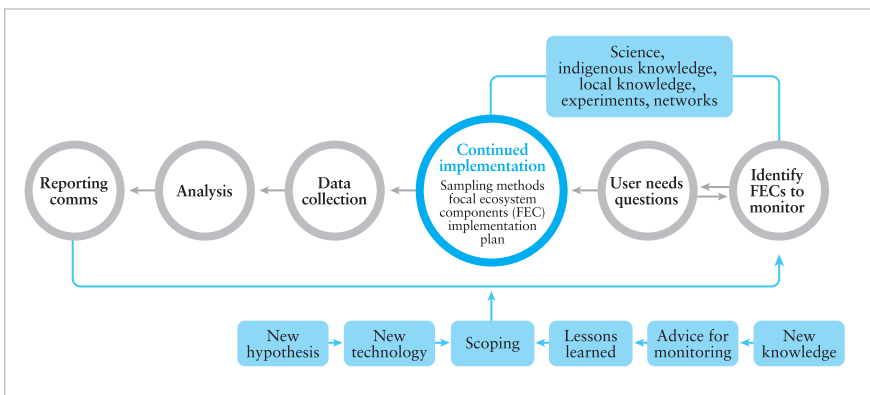 Science,
indigenous knowledge,
local knowledge,
experiments, networks
Reporting
comms
Analysis
Data
collection
Continued
implementation
Sampling methods
focal ecosystem
components (FEC)
implementation
plan
User needs
questions
Identify
FECs to
monitor
New
hypothesis
New
technology
Scoping
Lessons
learned
Advice for
monitoring
New
knowledge